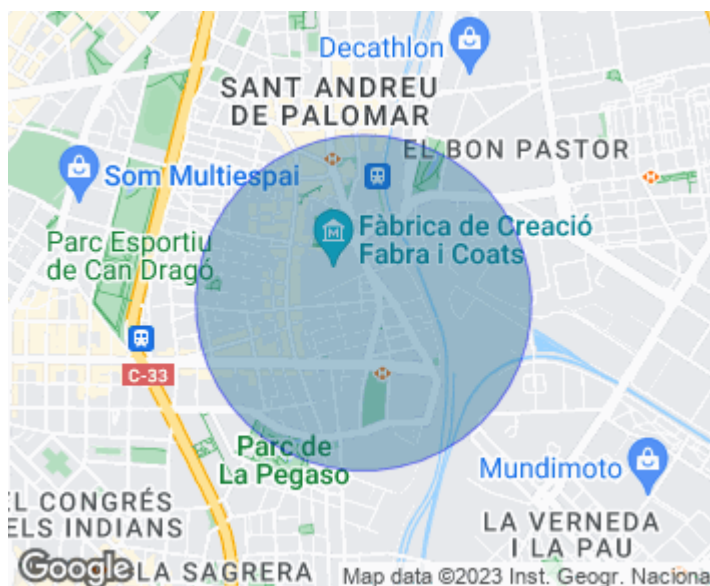 Decathlon
SANT ANDREU
DE PALOMAR
EL BON PASTOR
Som Multiespai
Fàbrica de Creació
Fabra i Coats
Parc Esportiu
de Can Dragó
C-33
Parc de
La Pegaso
Mundimoto
EL CONGRÉS
ELS INDIANS
LA VERNEDA
I LA PAU
Google
LA SAGRERA
Map data ©2023 Inst. Geogr. Naciona